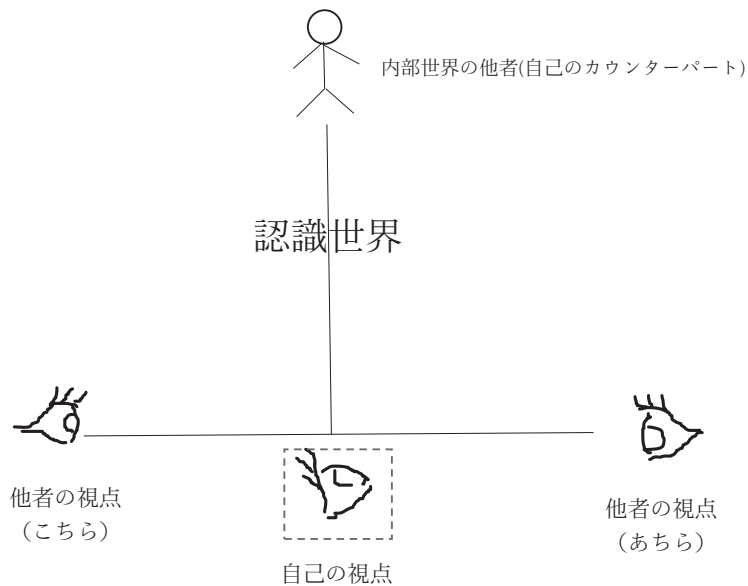 内部世界の他者(自己のカウンターパート)
認識世界
他者の視点
（こちら）
自己の視点
他者の視点
（あちら）